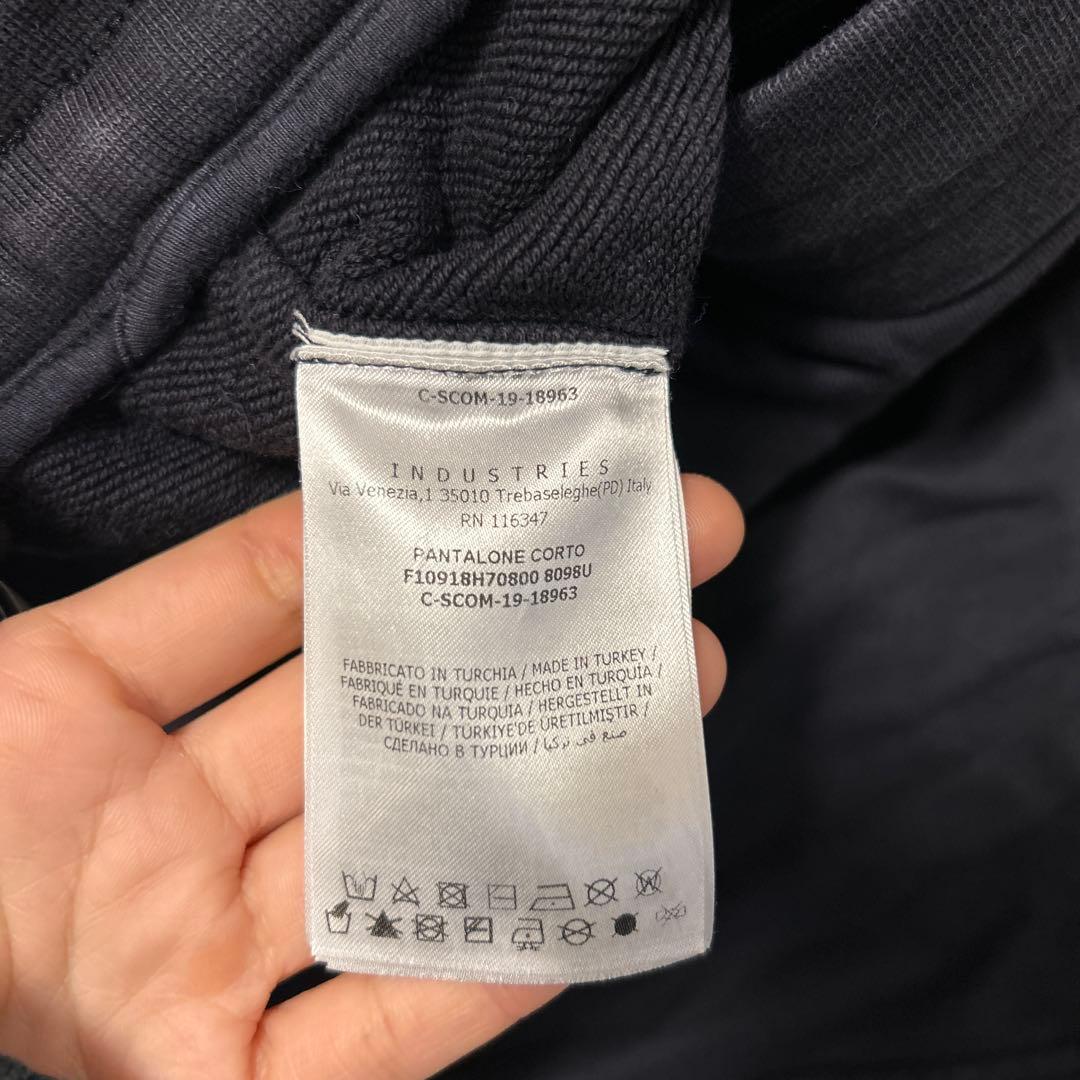 C-SCOM-19-18963
INDUSTRIES
Via Venezia,1 35010 Trebaseleghe(PD) Italy
RN 116347
PANTALONE CORTO
F10918H70800 8098U
C-SCOM-19-18963
FABBRICATO IN TURCHIA / MADE IN TURKEY /
FABRIQUÉ EN TURQUIE / HECHO EN TURQUIA /
FABRICADO NA TURQUIA / HERGESTELLT IN
DER TÜRKEI / TÜRKIYE'DE ÜRETILMIŞTIR /
СДЕЛАНО В ТУРЦИИ / صنع في تركيا